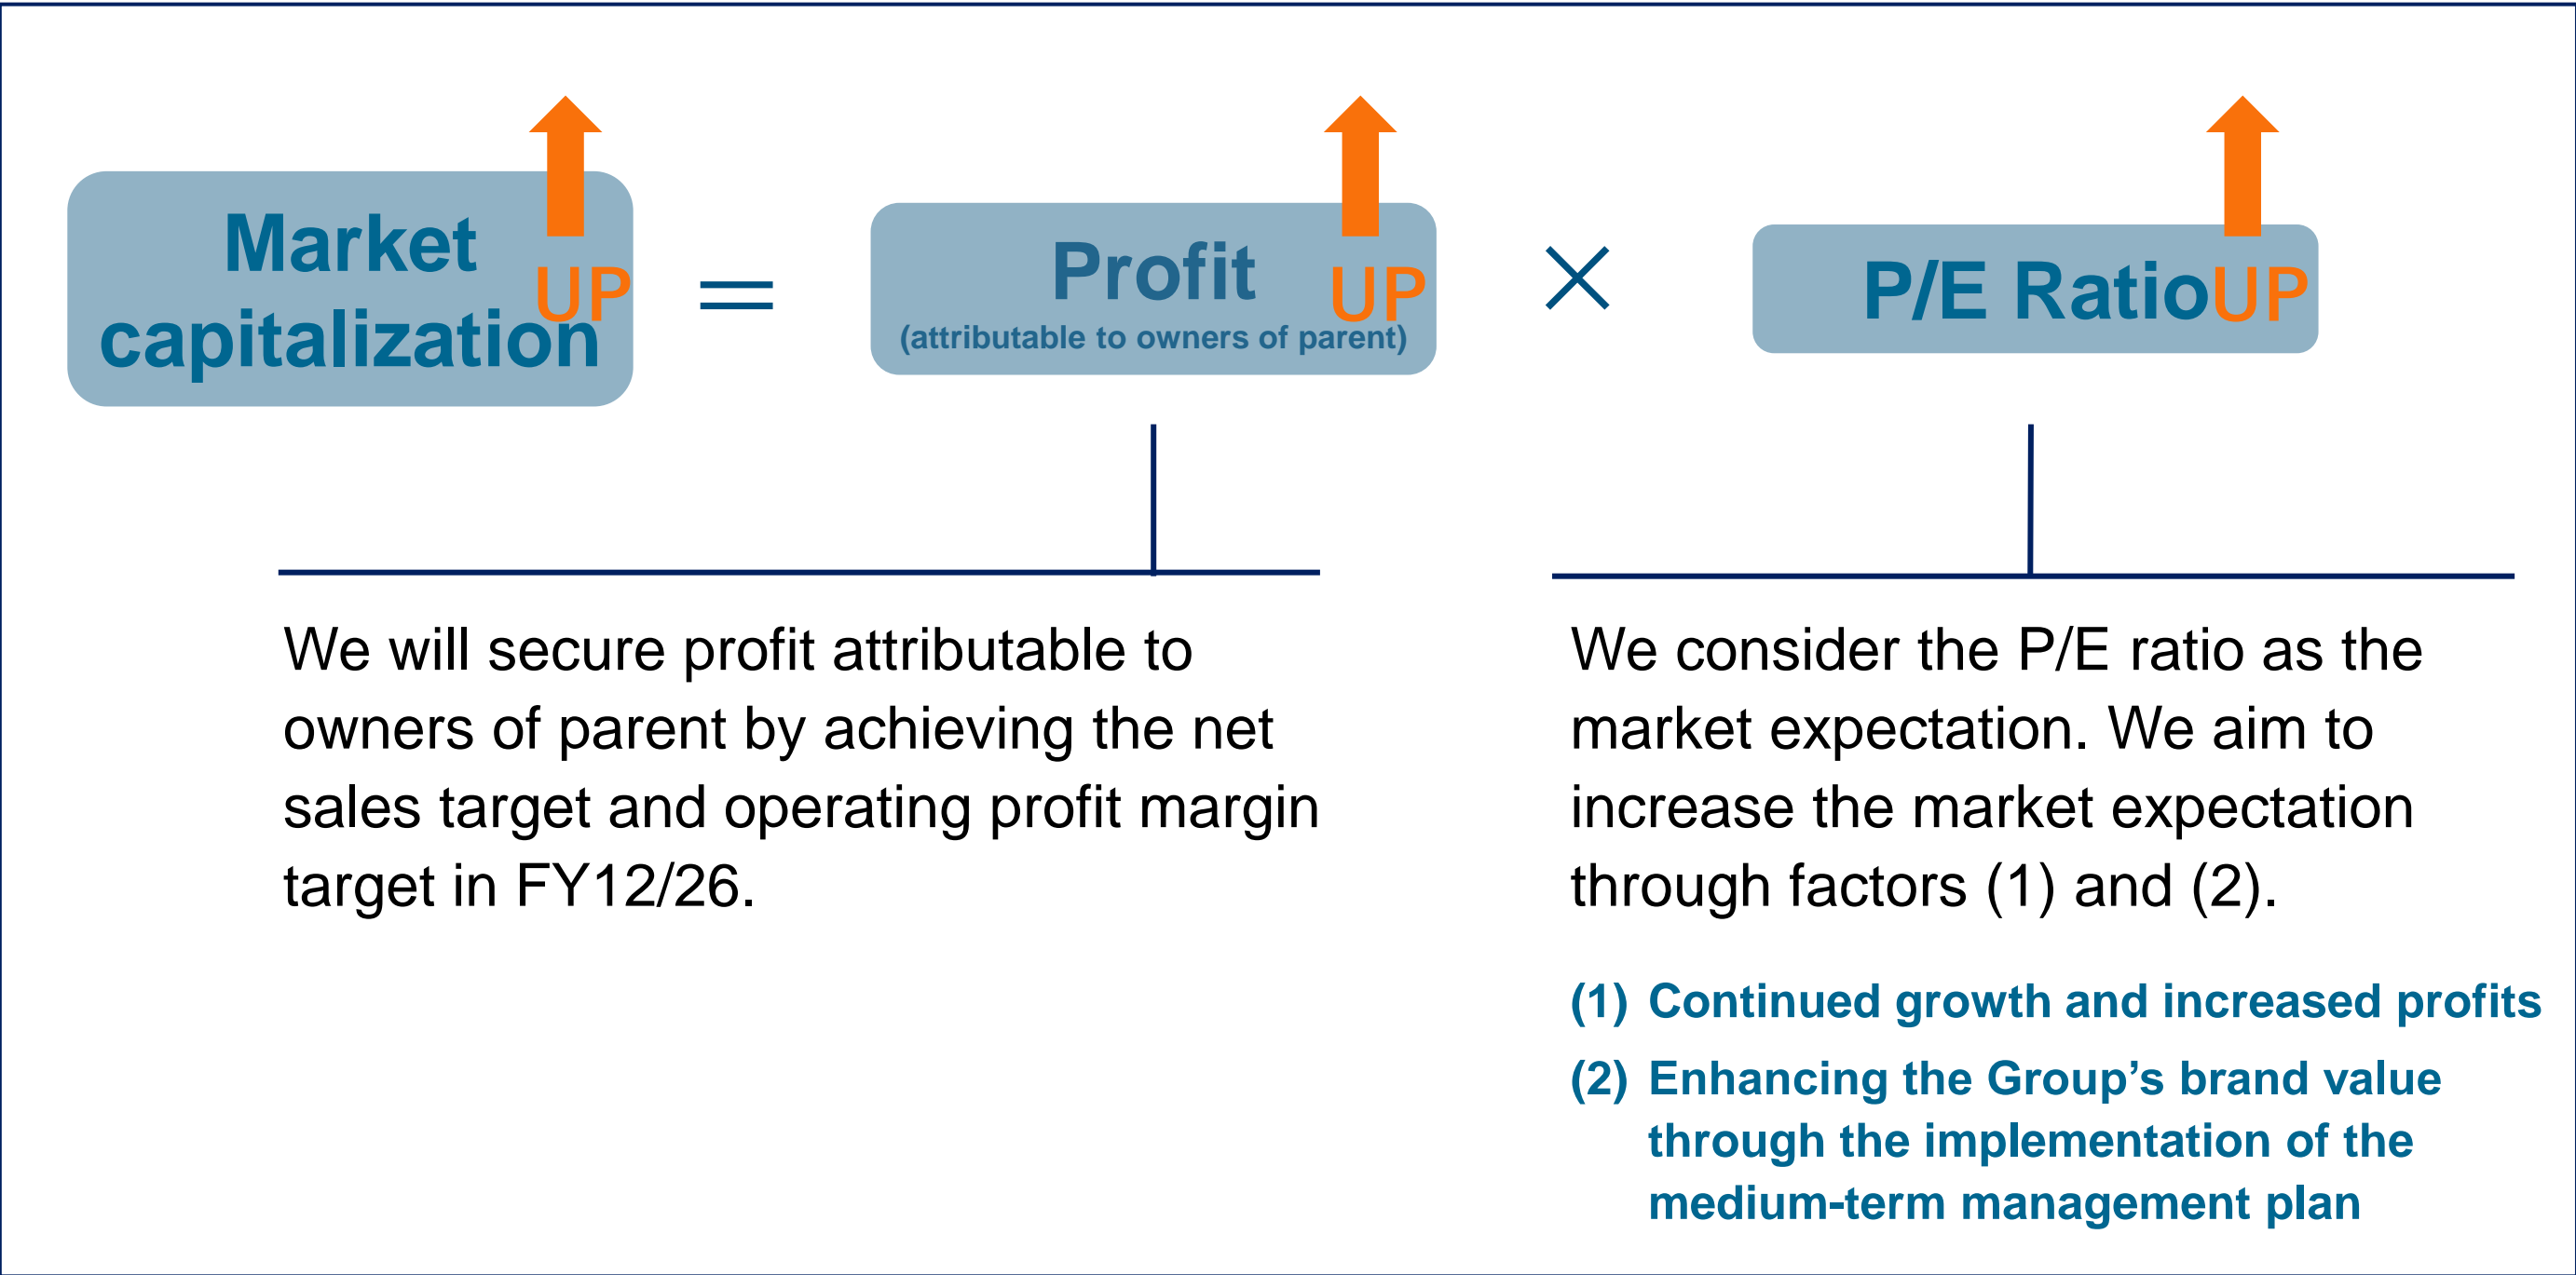 Market
capitalization
UP
=
Profit
(attributable to owners of parent)
UP
×
P/E Ratio
UP
We will secure profit attributable to
owners of parent by achieving the net
sales target and operating profit margin
target in FY12/26.
We consider the P/E ratio as the
market expectation. We aim to
increase the market expectation
through factors (1) and (2).
(1) Continued growth and increased profits
(2) Enhancing the Group’s brand value
through the implementation of the
medium-term management plan